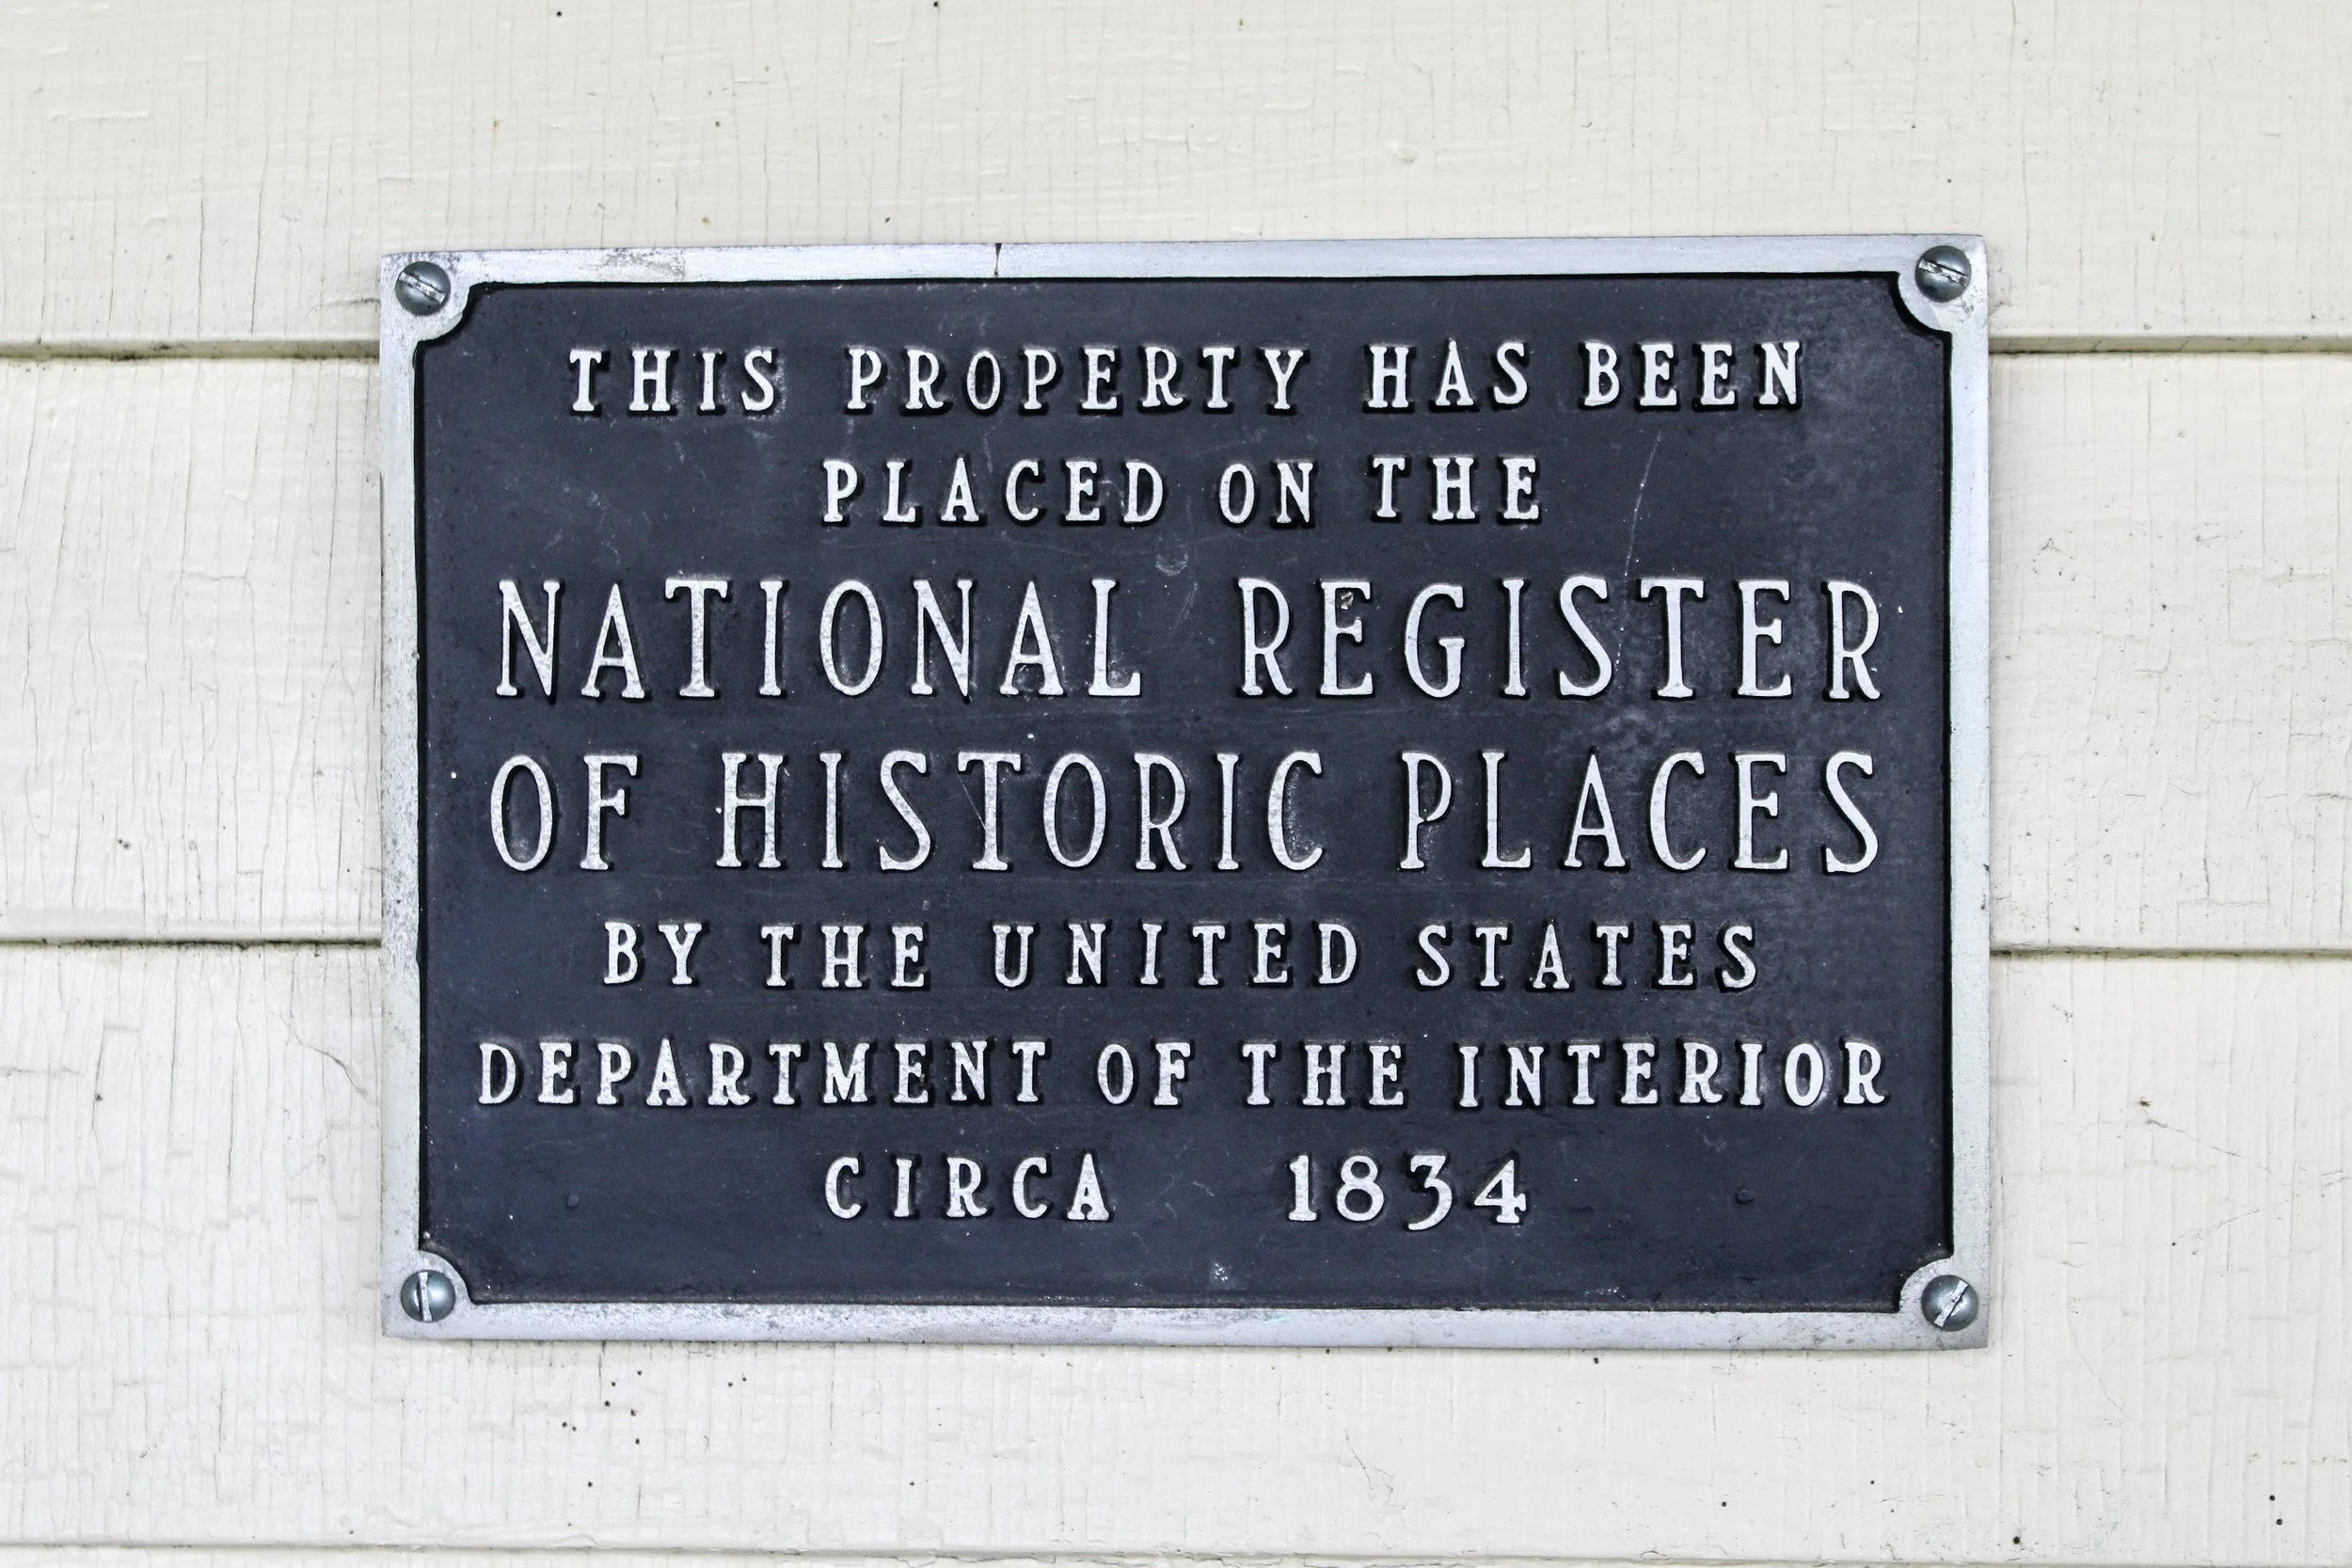 THIS PROPERTY HAS BEEN
PLACED ON THE
NATIONAL REGISTER
OF HISTORIC PLACES
BY THE UNITED STATES
DEPARTMENT OF THE INTERIOR
CIRCA 1834